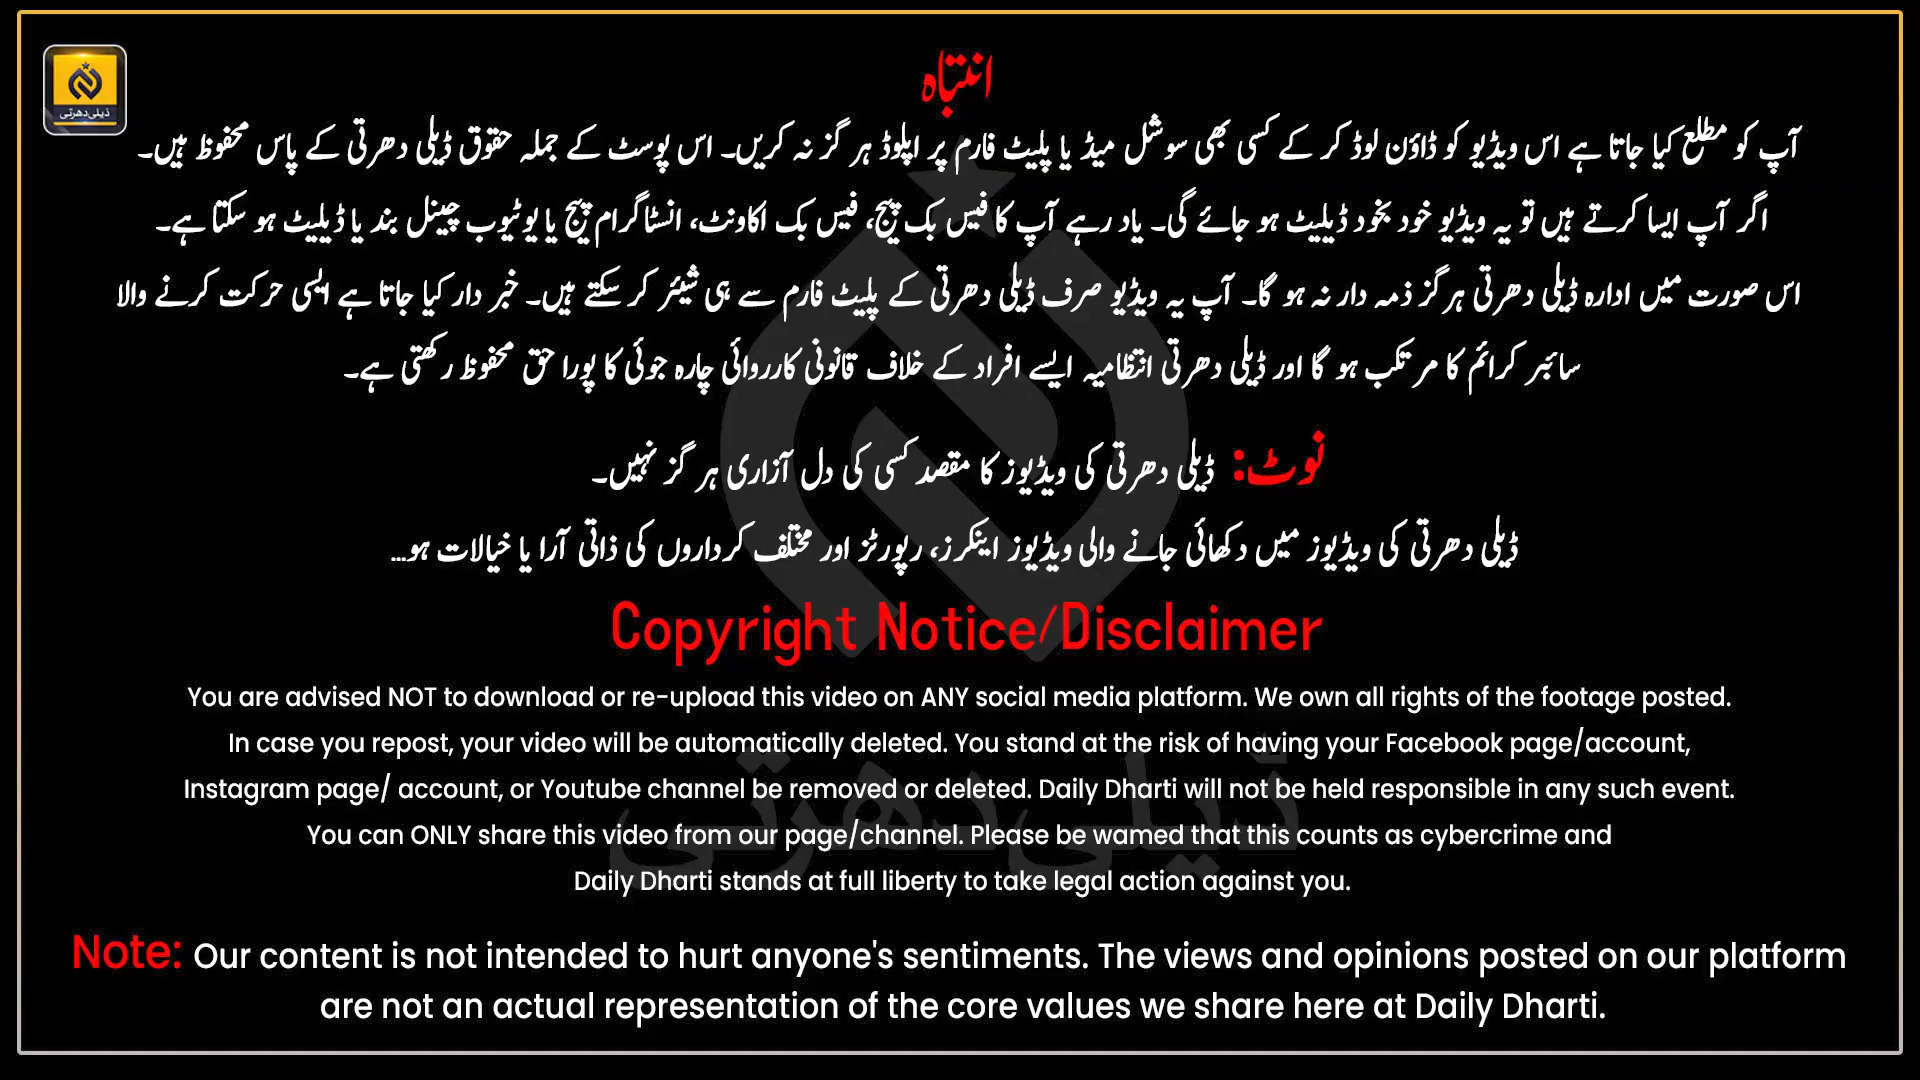 ڈیلی دھرتی
انتباہ
آپ کو مطلع کیا جاتا ہے اس ویڈیو کو ڈاؤن لوڈ کر کے کسی بھی سوشل میڈ یا پلیٹ فارم پر اپلوڈ ہر گز نہ کریں۔ اس پوسٹ کے جملہ حقوق ڈیلی دھرتی کے پاس محفوظ ہیں۔
اگر آپ ایسا کرتے ہیں تو یہ ویڈیو خود بخود ڈیلیٹ ہو جائے گی۔ یاد رہے آپ کا فیس بک پیج، فیس بک اکاونٹ، انسٹاگرام پیج یا یوٹیوب چینل بند یا ڈیلیٹ ہو سکتا ہے۔
اس صورت میں ادارہ ڈیلی دھرتی ہرگز ذمہ دار نہ ہو گا۔ آپ یہ ویڈیو صرف ڈیلی دھرتی کے پلیٹ فارم سے ہی شیئر کر سکتے ہیں۔ خبر دار کیا جاتا ہے ایسی حرکت کرنے والا
سائبر کرائم کا مرتکب ہو گا اور ڈیلی دھرتی انتظامیہ ایسے افراد کے خلاف قانونی کارروائی چارہ جوئی کا پورا حق محفوظ رکھتی ہے۔
نوٹ: ڈیلی دھرتی کی ویڈیوز کا مقصد کسی کی دل آزاری ہر گز نہیں۔
ڈیلی دھرتی کی ویڈیوز میں دکھائی جانے والی ویڈیوز اینکرز، رپورٹز اور مختلف کرداروں کی ذاتی آرا یا خیالات ہو...
Copyright Notice/Disclaimer
You are advised NOT to download or re-upload this video on ANY social media platform. We own all rights of the footage posted.
In case you repost, your video will be automatically deleted. You stand at the risk of having your Facebook page/account,
Instagram page/ account, or Youtube channel be removed or deleted. Daily Dharti will not be held responsible in any such event.
You can ONLY share this video from our page/channel. Please be wamed that this counts as cybercrime and
Daily Dharti stands at full liberty to take legal action against you.
Note: Our content is not intended to hurt anyone's sentiments. The views and opinions posted on our platform
are not an actual representation of the core values we share here at Daily Dharti.
ڈیلی دھرتی